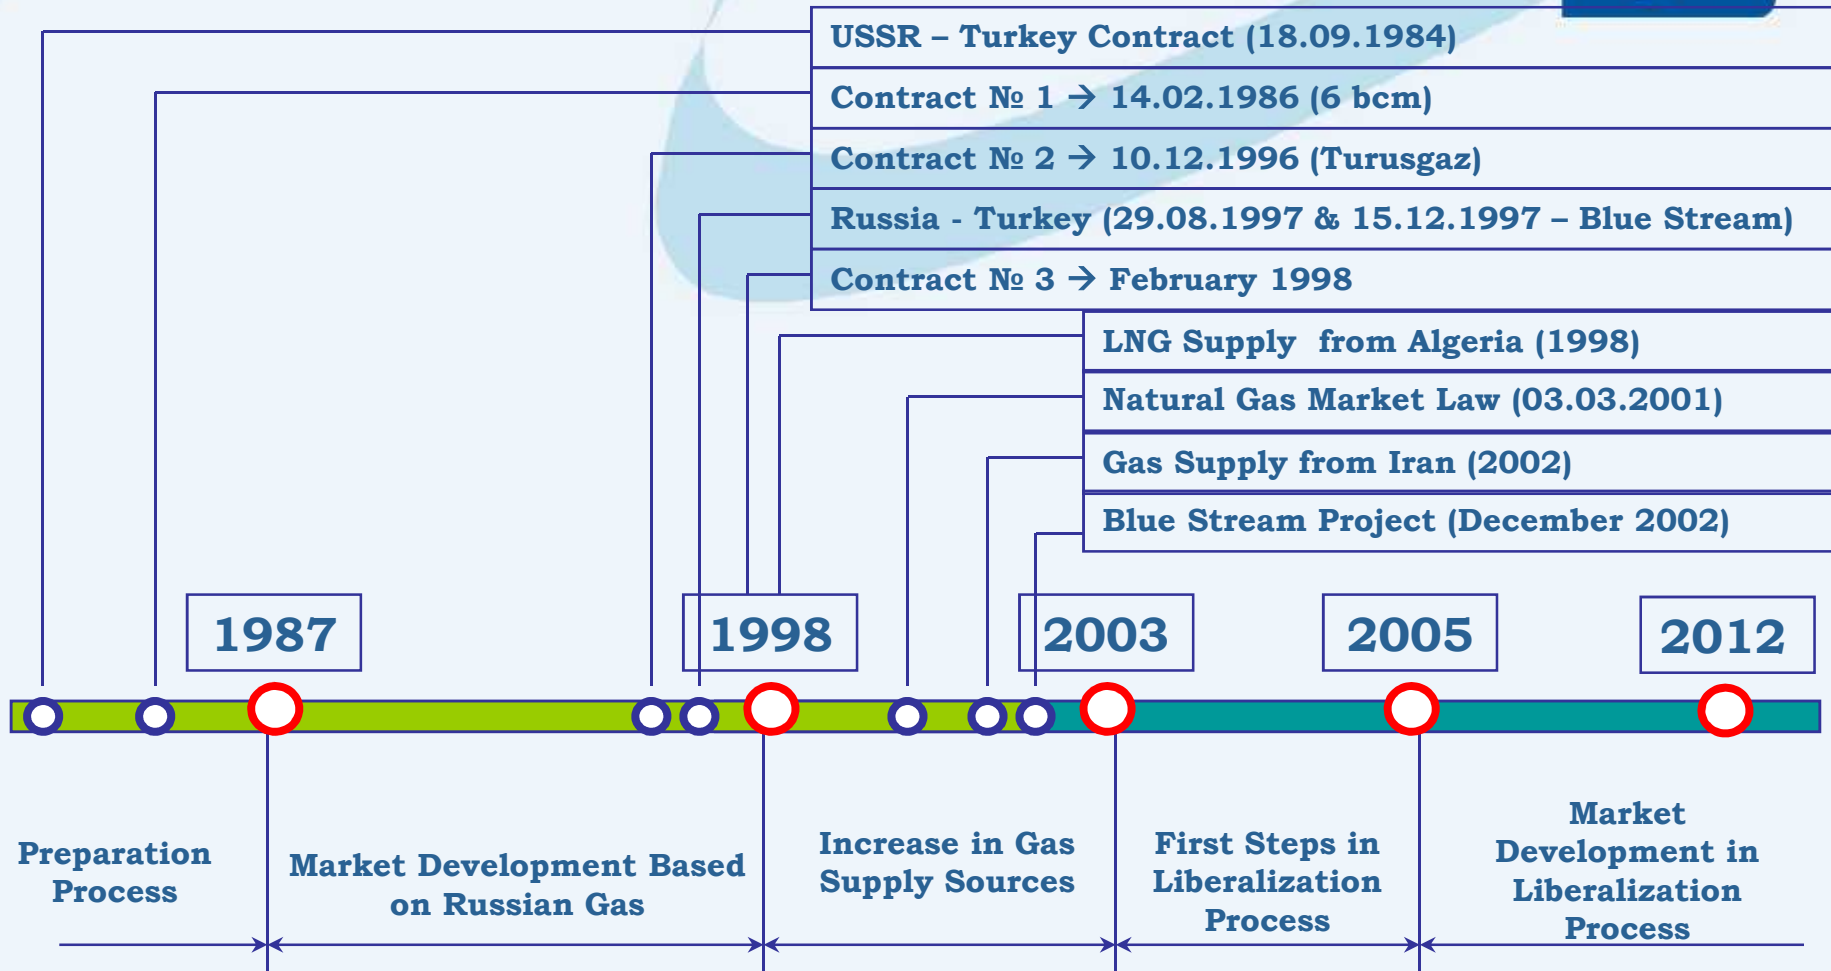 USSR – Turkey Contract (18.09.1984)
Contract № 1 → 14.02.1986 (6 bcm)
Contract № 2 → 10.12.1996 (Turusgaz)
Russia - Turkey (29.08.1997 & 15.12.1997 – Blue Stream)
Contract № 3 → February 1998
LNG Supply  from Algeria (1998)
Natural Gas Market Law (03.03.2001)
Gas Supply from Iran (2002)
Blue Stream Project (December 2002)
1987
1998
2003
2005
2012
Preparation
Process
Market Development Based
on Russian Gas
Increase in Gas
Supply Sources
First Steps in
Liberalization
Process
Market
Development in
Liberalization
Process